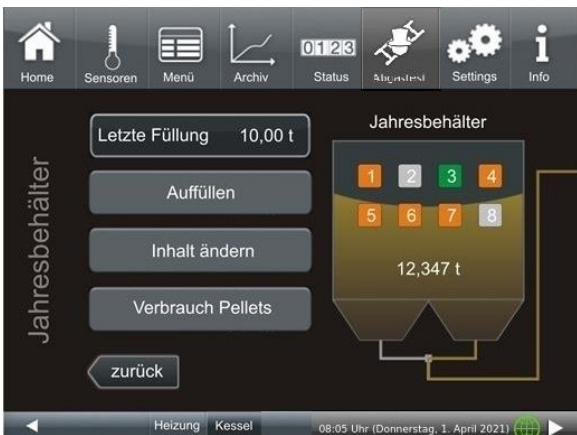 0123
Home
Sensoren
Menü
Archiv
Status
Abgastest
Settings
Info
Jahresbehälter
Letzte Füllung 10,00 t
Auffüllen
Inhalt ändern
Verbrauch Pellets
zurück
Jahresbehälter
1 2 3 4
5 6 7 8
12,347 t
Heizung Kessel 08:05 Uhr (Donnerstag, 1. April 2021)